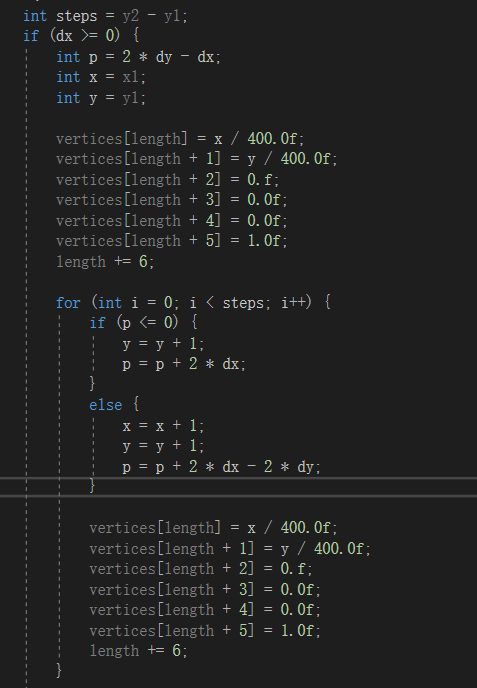 int steps = y2 - y1;
if (dx >= 0) {
int p = 2 * dy - dx;
int x = x1;
int y = y1;
vertices[length] = x / 400.0f;
vertices[length + 1] = y / 400.0f;
vertices[length + 2] = 0.f;
vertices[length + 3] = 0.0f;
vertices[length + 4] = 0.0f;
vertices[length + 5] = 1.0f;
length += 6;
for (int i = 0; i < steps; i++) {
if (p <= 0) {
y = y + 1;
p = p + 2 * dx;
}
else {
x = x + 1;
y = y + 1;
p = p + 2 * dx - 2 * dy;
}
vertices[length] = x / 400.0f;
vertices[length + 1] = y / 400.0f;
vertices[length + 2] = 0.f;
vertices[length + 3] = 0.0f;
vertices[length + 4] = 0.0f;
vertices[length + 5] = 1.0f;
length += 6;
}